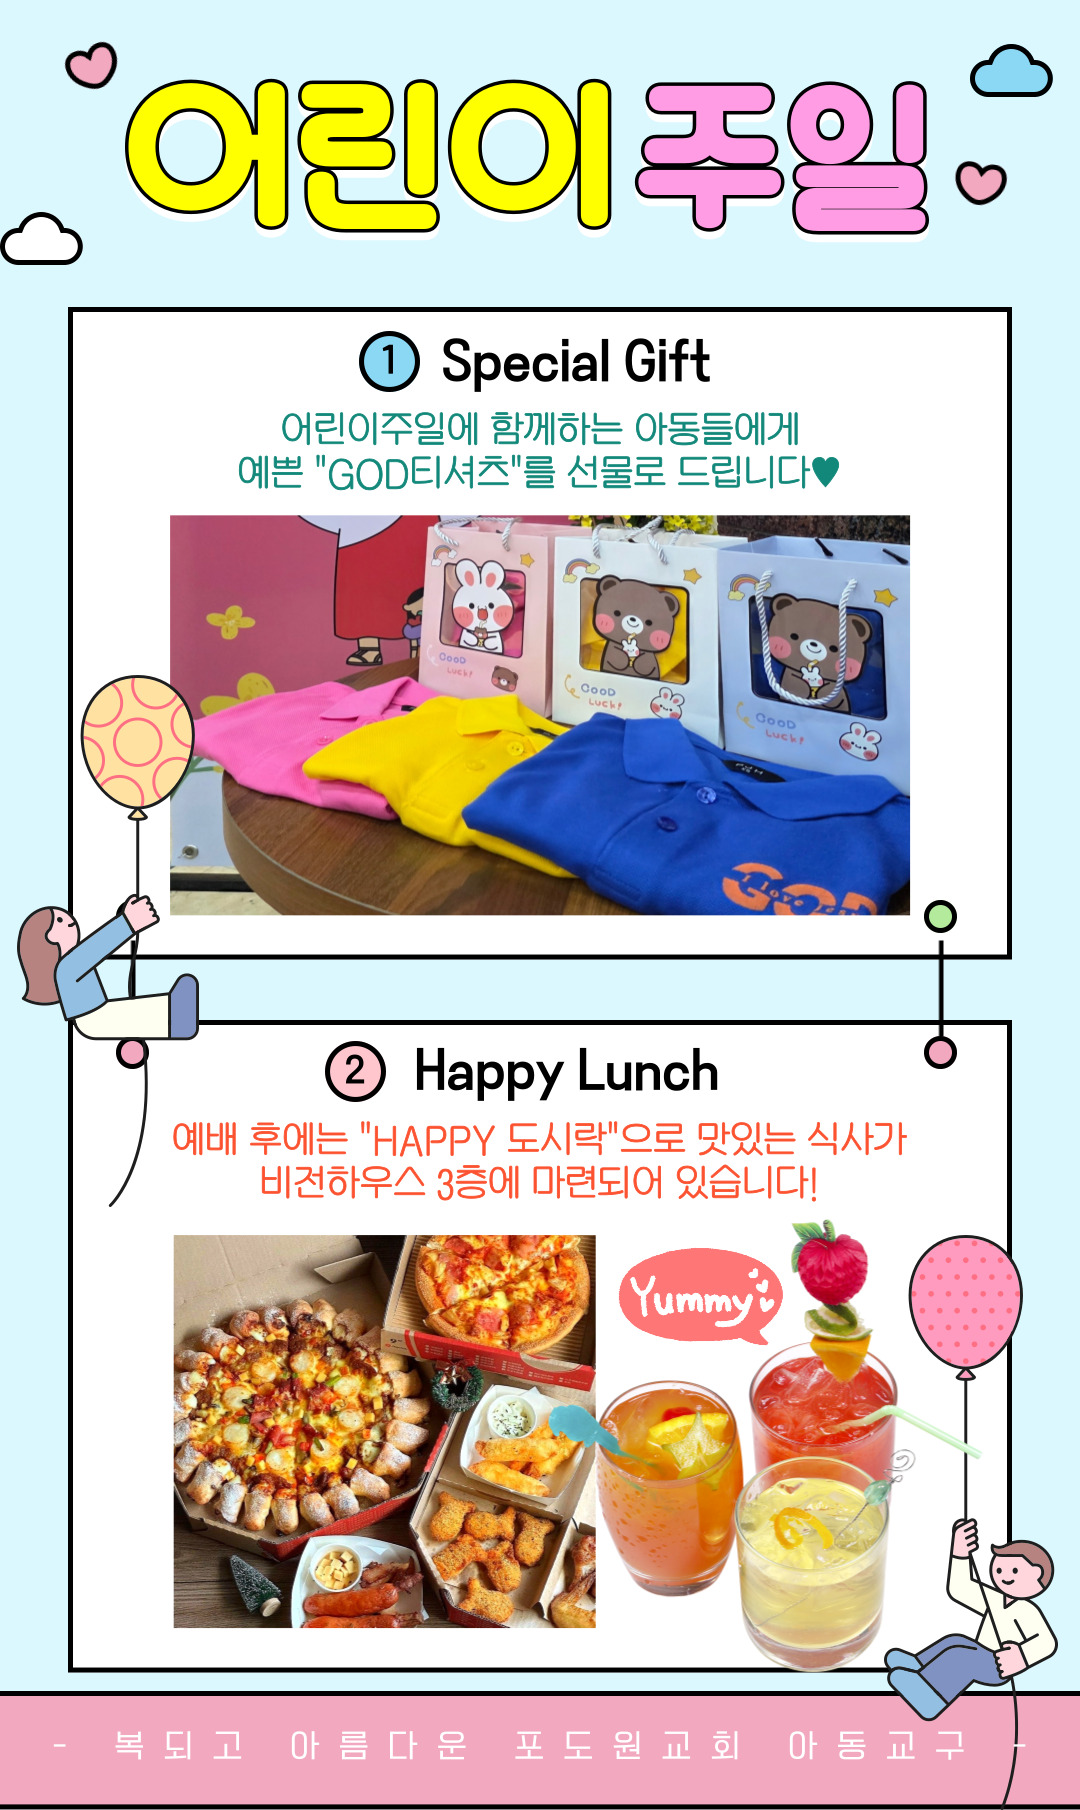 어린이 주일
1 Special Gift
어린이주일에 함께하는 아동들에게
예쁜 "GOD티셔츠"를 선물로 드립니다♥
GOOD
Luck!
GOOD
Luck!
GOOD
Luck!
I love
GOD
2 Happy Lunch
예배 후에는 "HAPPY 도시락"으로 맛있는 식사가
비전하우스 3층에 마련되어 있습니다!
Yummy
- 복되고 아름다운 포도원교회 아동교구 -